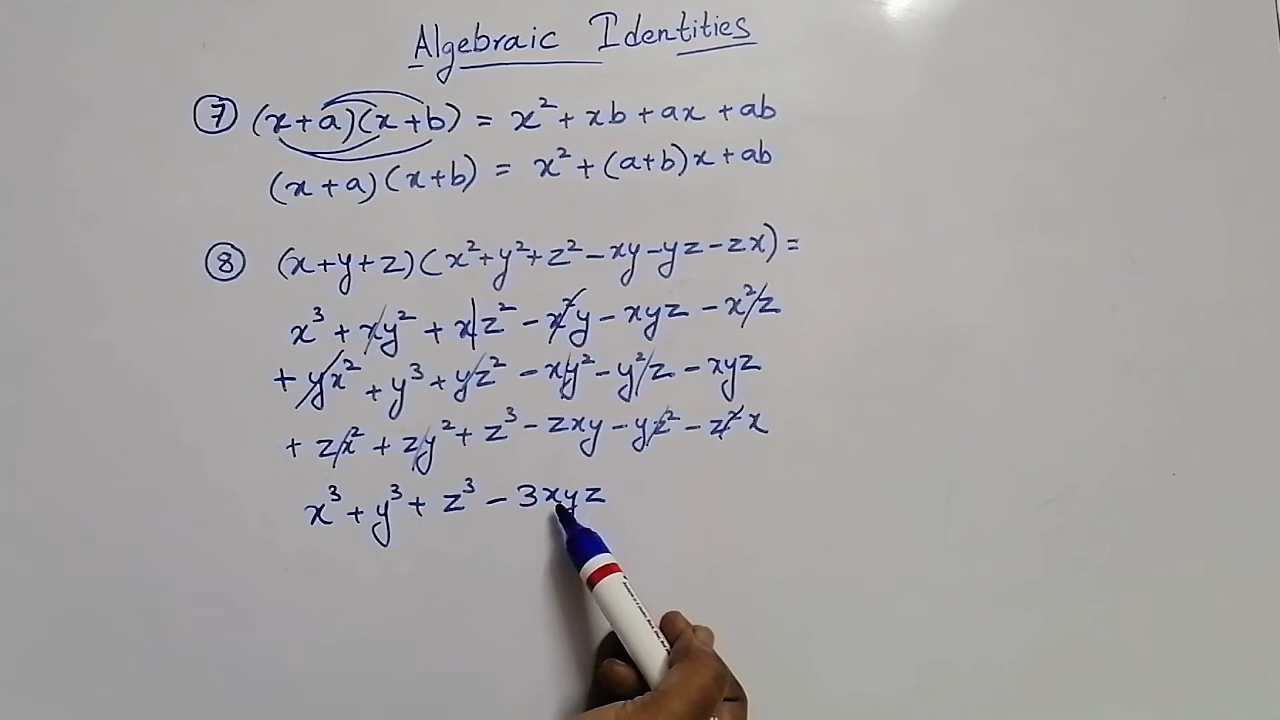 Algebraic Identities
⑦ (x+a)(x+b) = x² + xb + ax + ab
(x+a)(x+b) = x² + (a+b)x + ab
⑧ (x+y+z)(x²+y²+z²-xy-yz-zx) =
x³ + xy² + xz² - x²y - xyz - x²z
+ yx² + y³ + yz² - xy² - y²z - xyz
+ zx² + zy² + z³ - zxy - yz² - z²x
x³ + y³ + z³ - 3xyz